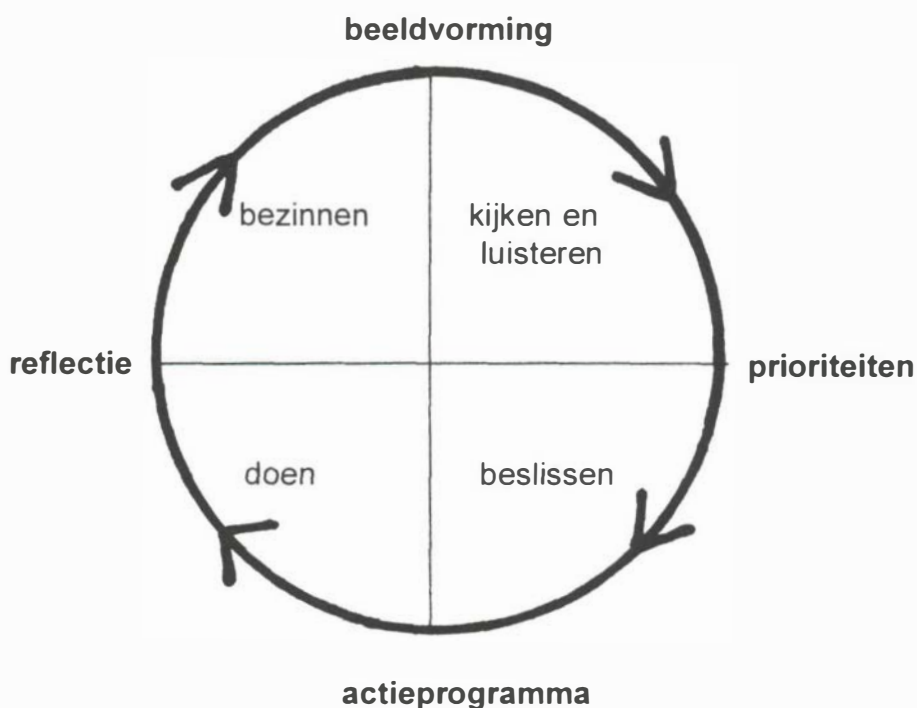 beeldvorming
bezinnen
kijken en
luisteren
reflectie
prioriteiten
doen
beslissen
actieprogramma